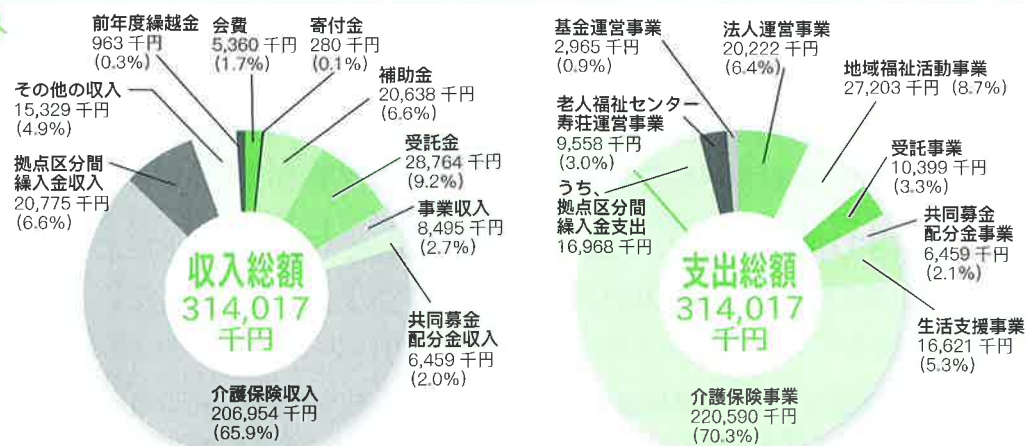 前年度繰越金
963 千円
(0.3%)
会費
5,360 千円
(1.7%)
寄付金
280 千円
(0.1%)
補助金
20,638 千円
(6.6%)
受託金
28,764 千円
(9.2%)
事業収入
8,495 千円
(2.7%)
共同募金
配分金収入
6,459 千円
(2.0%)
介護保険収入
206,954 千円
(65.9%)
拠点区分間
繰入金収入
20,775 千円
(6.6%)
その他の収入
15,329 千円
(4.9%)
収入総額
314,017
千円
基金運営事業
2,965 千円
(0.9%)
法人運営事業
20,222 千円
(6.4%)
地域福祉活動事業
27,203 千円 (8.7%)
受託事業
10,399 千円
(3.3%)
共同募金
配分金事業
6,459 千円
(2.1%)
生活支援事業
16,621 千円
(5.3%)
介護保険事業
220,590 千円
(70.3%)
うち、
拠点区分間
繰入金支出
16,968 千円
老人福祉センター
寿荘運営事業
9,558 千円
(3.0%)
支出総額
314,017
千円